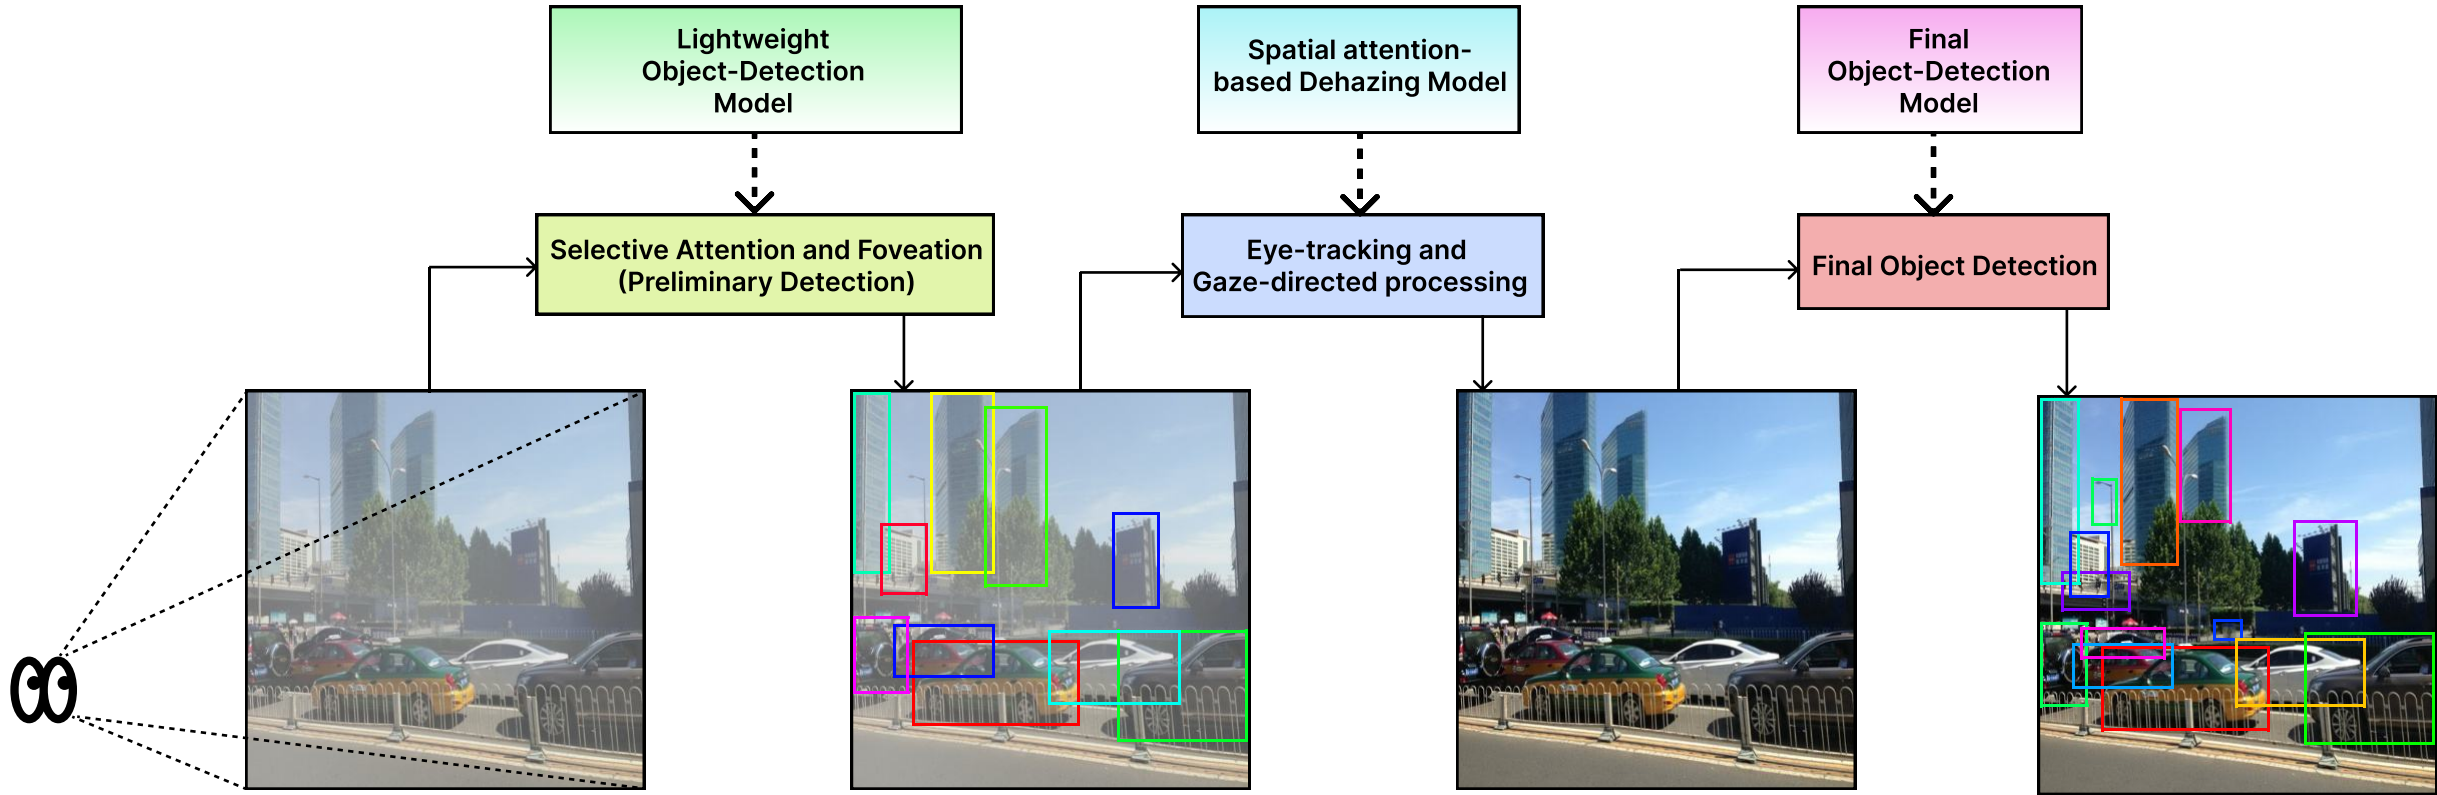 Lightweight
Object-Detection
Model
Spatial attention-
based Dehazing Model
Final
Object-Detection
Model
Selective Attention and Foveation
(Preliminary Detection)
Eye-tracking and
Gaze-directed processing
Final Object Detection